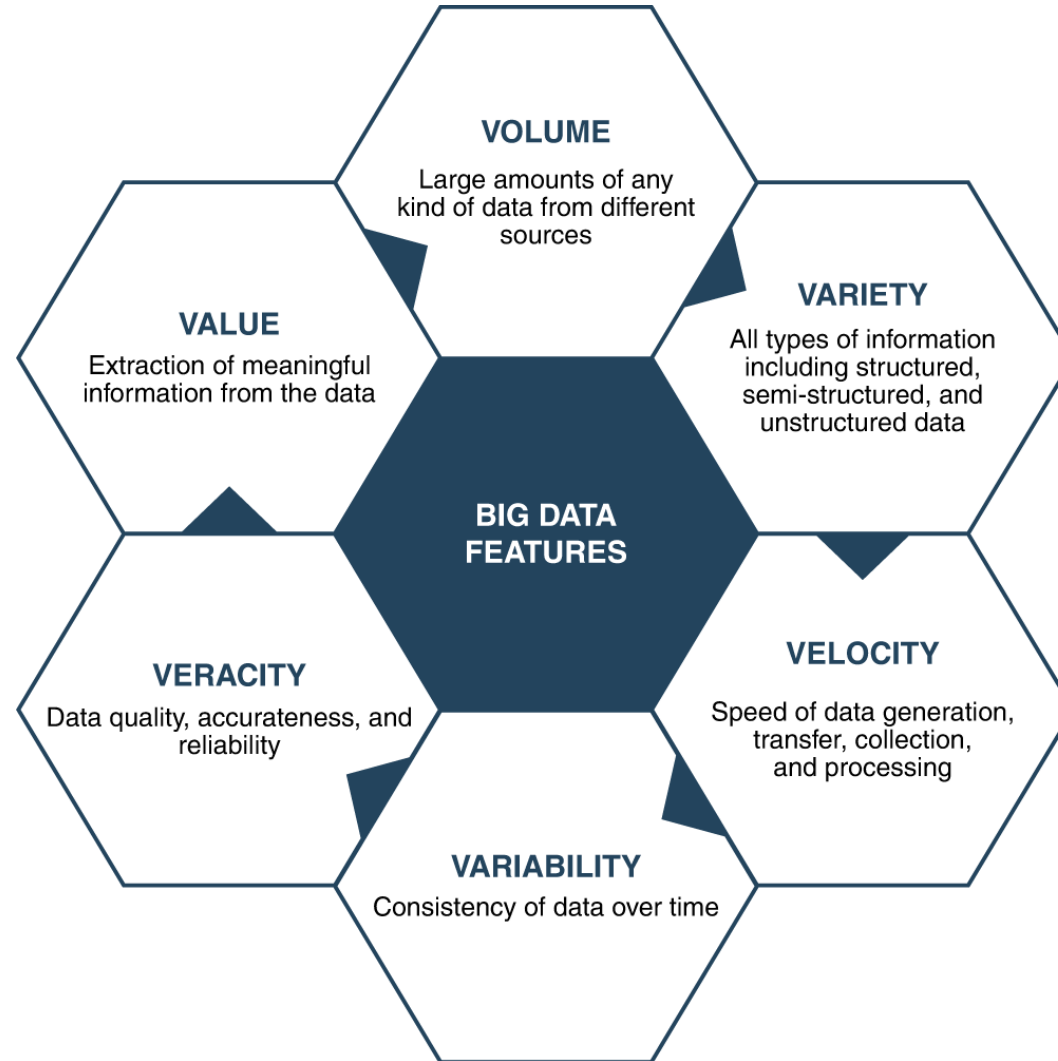 VOLUME
Large amounts of any
kind of data from different
sources
VARIETY
All types of information
including structured,
semi-structured, and
unstructured data
VELOCITY
Speed of data generation,
transfer, collection,
and processing
VARIABILITY
Consistency of data over time
VERACITY
Data quality, accurateness, and
reliability
VALUE
Extraction of meaningful
information from the data
BIG DATA
FEATURES